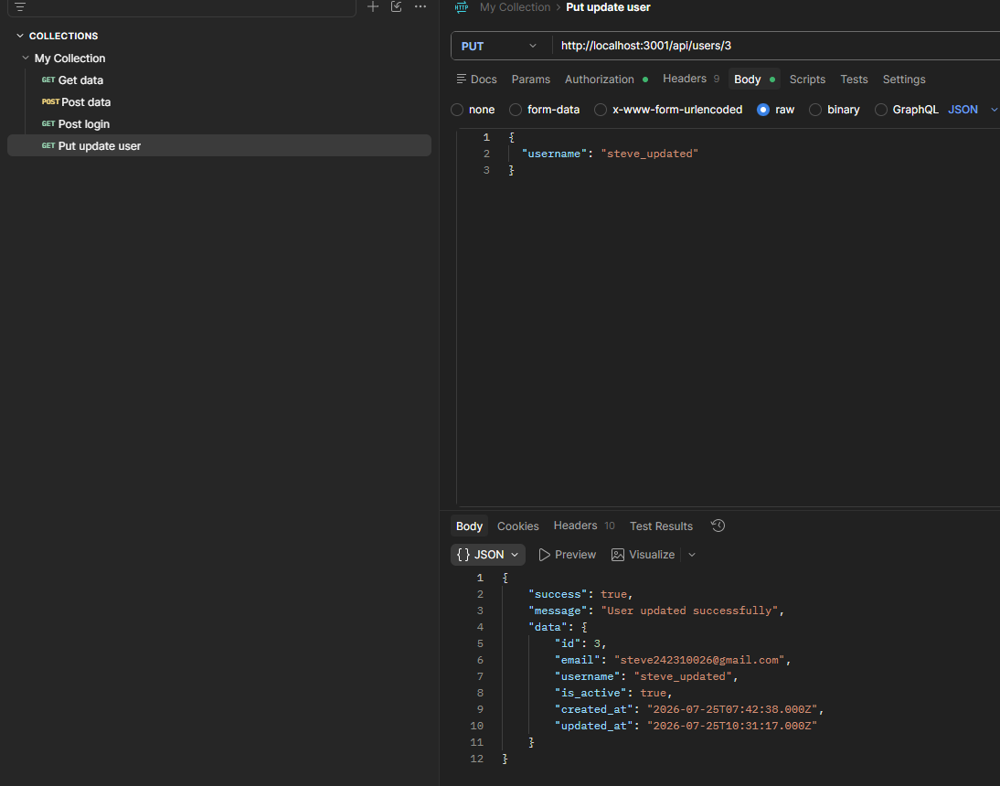 COLLECTIONS
My Collection
GET Get data
POST Post data
GET Post login
GET Put update user
HTTP My Collection > Put update user
PUT http://localhost:3001/api/users/3
Docs Params Authorization Headers 9 Body Scripts Tests Settings
none form-data x-www-form-urlencoded raw binary GraphQL JSON
1 {
2 "username": "steve_updated"
3 }
Body Cookies Headers 10 Test Results
{} JSON Preview Visualize
1 {
2 "success": true,
3 "message": "User updated successfully",
4 "data": {
5 "id": 3,
6 "email": "steve242310026@gmail.com",
7 "username": "steve_updated",
8 "is_active": true,
9 "created_at": "2026-07-25T07:42:38.000Z",
10 "updated_at": "2026-07-25T10:31:17.000Z"
11 }
12 }